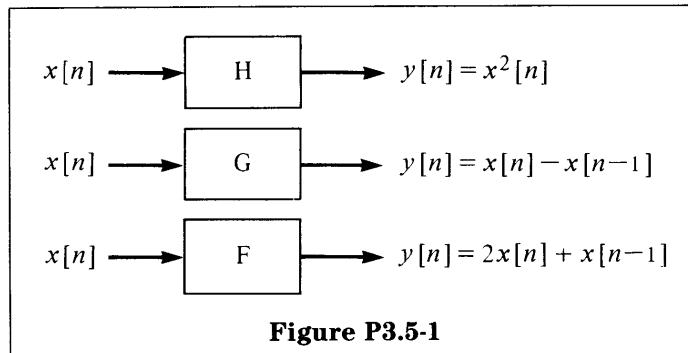 x[n] H y[n] = x²[n]
x[n] G y[n] = x[n] − x[n−1]
x[n] F y[n] = 2x[n] + x[n−1]
Figure P3.5-1